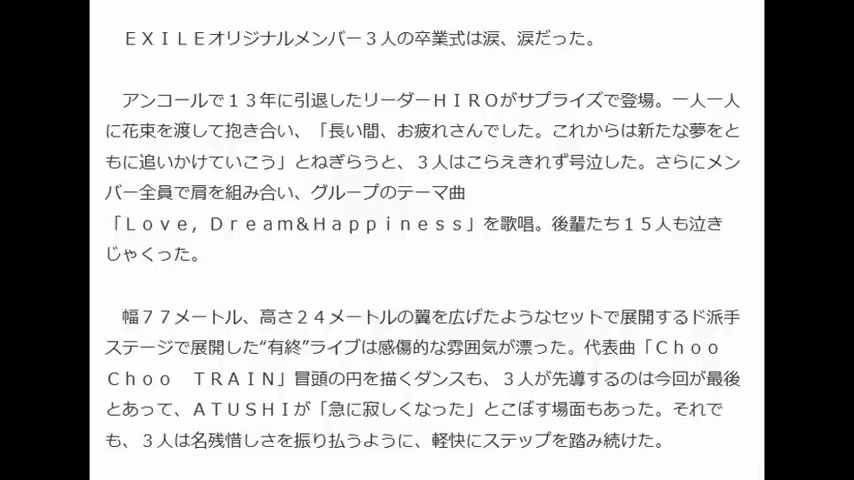 ＥＸＩＬＥオリジナルメンバー３人の卒業式は涙、涙だった。
　アンコールで１３年に引退したリーダーＨＩＲＯがサプライズで登場。一人一人
に花束を渡して抱き合い、「長い間、お疲れさんでした。これからは新たな夢をと
もに追いかけていこう」とねぎらうと、３人はこらえきれず号泣した。さらにメン
バー全員で肩を組み合い、グループのテーマ曲
「Ｌｏｖｅ，Ｄｒｅａｍ＆Ｈａｐｐｉｎｅｓｓ」を歌唱。後輩たち１５人も泣き
じゃくった。
　幅７７メートル、高さ２４メートルの翼を広げたようなセットで展開するド派手
ステージで展開した“有終”ライブは感傷的な雰囲気が漂った。代表曲「Ｃｈｏｏ
Ｃｈｏｏ　ＴＲＡＩＮ」冒頭の円を描くダンスも、３人が先導するのは今回が最後
とあって、ＡＴＵＳＨＩが「急に寂しくなった」とこぼす場面もあった。それで
も、３人は名残惜しさを振り払うように、軽快にステップを踏み続けた。